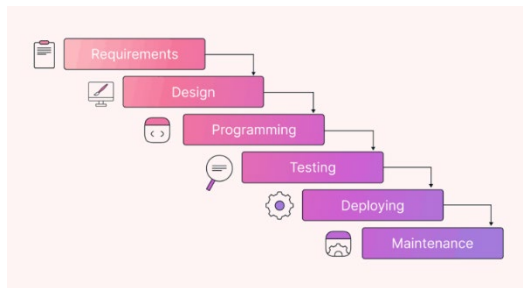 Requirements
Design
Programming
Testing
Deploying
Maintenance